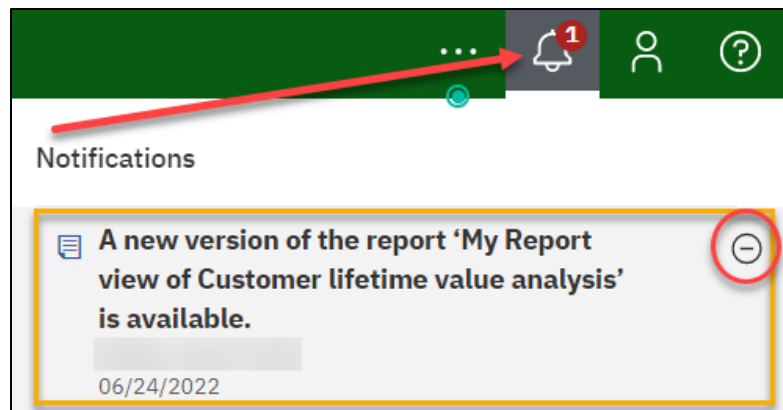 1
Notifications
A new version of the report ‘My Report
view of Customer lifetime value analysis’
is available.
06/24/2022